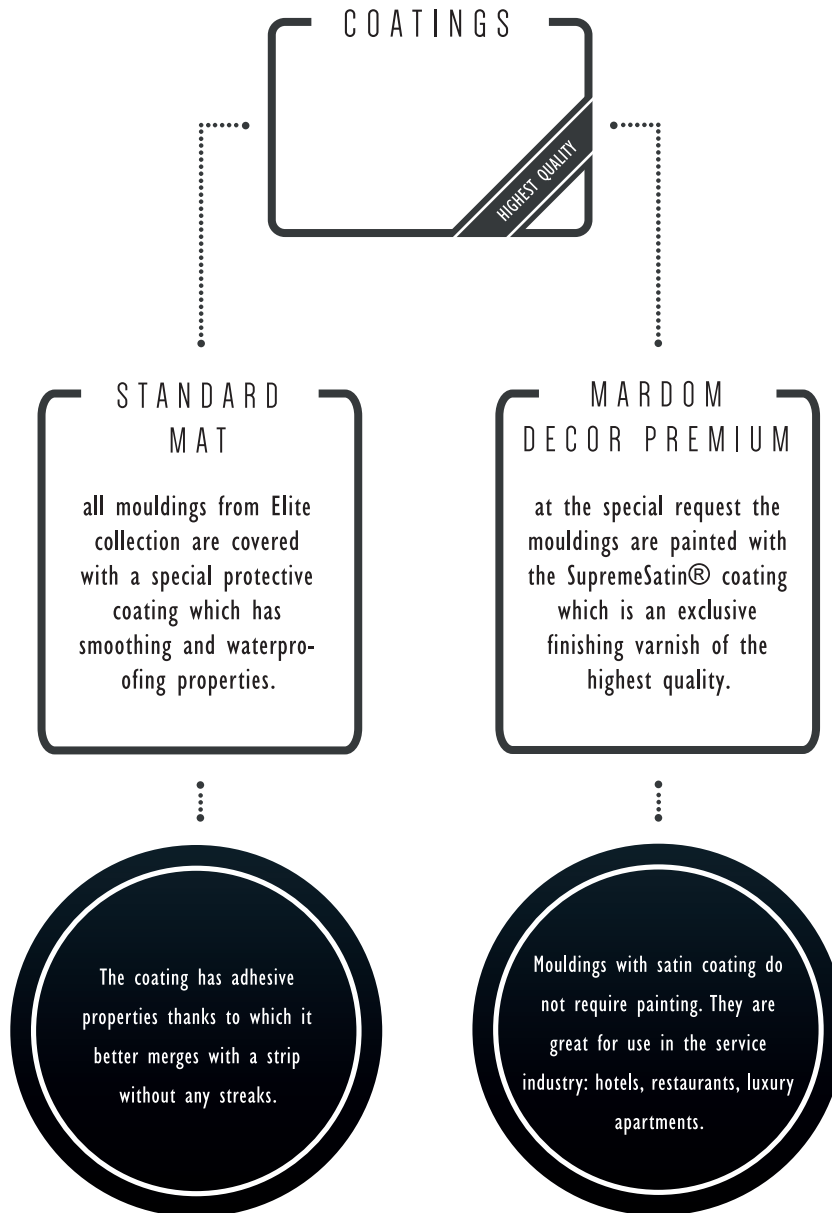 COATINGS
HIGHEST QUALITY
STANDARD
MAT
all mouldings from Elite
collection are covered
with a special protective
coating which has
smoothing and waterpro-
ofing properties.
MARDOM
DECOR PREMIUM
at the special request the
mouldings are painted with
the SupremeSatin® coating
which is an exclusive
finishing varnish of the
highest quality.
The coating has adhesive
properties thanks to which it
better merges with a strip
without any streaks.
Mouldings with satin coating do
not require painting. They are
great for use in the service
industry: hotels, restaurants, luxury
apartments.